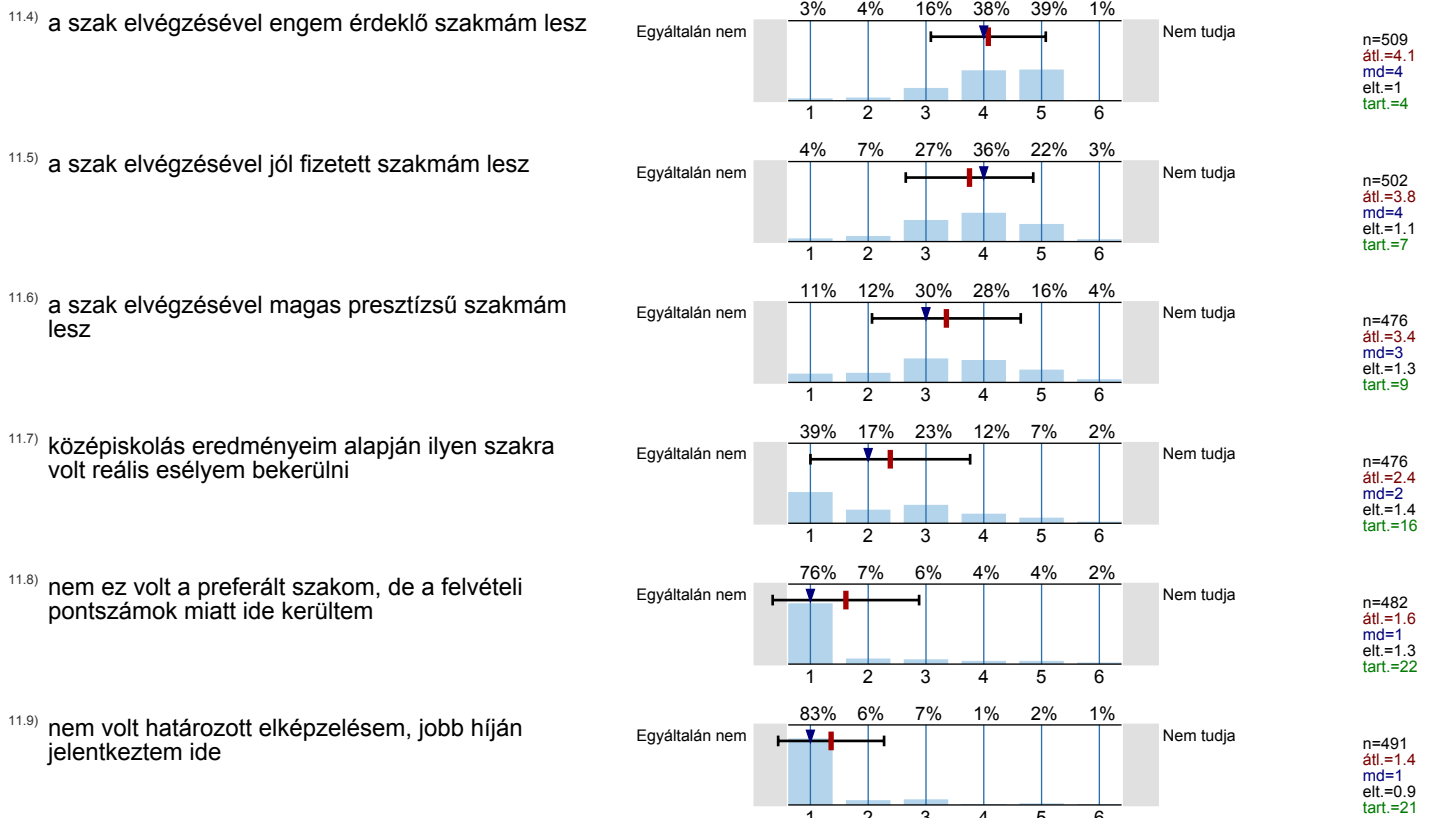 11.4) a szak elvégzésével engem érdeklő szakmám lesz
3% 4% 16% 38% 39% 1%
Egyáltalán nem
Nem tudja
1 2 3 4 5 6
n=509
átl.=4.1
md=4
elt.=1
tart.=4
11.5) a szak elvégzésével jól fizetett szakmám lesz
4% 7% 27% 36% 22% 3%
Egyáltalán nem
Nem tudja
1 2 3 4 5 6
n=502
átl.=3.8
md=4
elt.=1.1
tart.=7
11.6) a szak elvégzésével magas presztízsű szakmám
lesz
11% 12% 30% 28% 16% 4%
Egyáltalán nem
Nem tudja
1 2 3 4 5 6
n=476
átl.=3.4
md=3
elt.=1.3
tart.=9
11.7) középiskolás eredményeim alapján ilyen szakra
volt reális esélyem bekerülni
39% 17% 23% 12% 7% 2%
Egyáltalán nem
Nem tudja
1 2 3 4 5 6
n=476
átl.=2.4
md=2
elt.=1.4
tart.=16
11.8) nem ez volt a preferált szakom, de a felvételi
pontszámok miatt ide kerültem
76% 7% 6% 4% 4% 2%
Egyáltalán nem
Nem tudja
1 2 3 4 5 6
n=482
átl.=1.6
md=1
elt.=1.3
tart.=22
11.9) nem volt határozott elképzelésem, jobb híján
jelentkeztem ide
83% 6% 7% 1% 2% 1%
Egyáltalán nem
Nem tudja
1 2 3 4 5 6
n=491
átl.=1.4
md=1
elt.=0.9
tart.=21